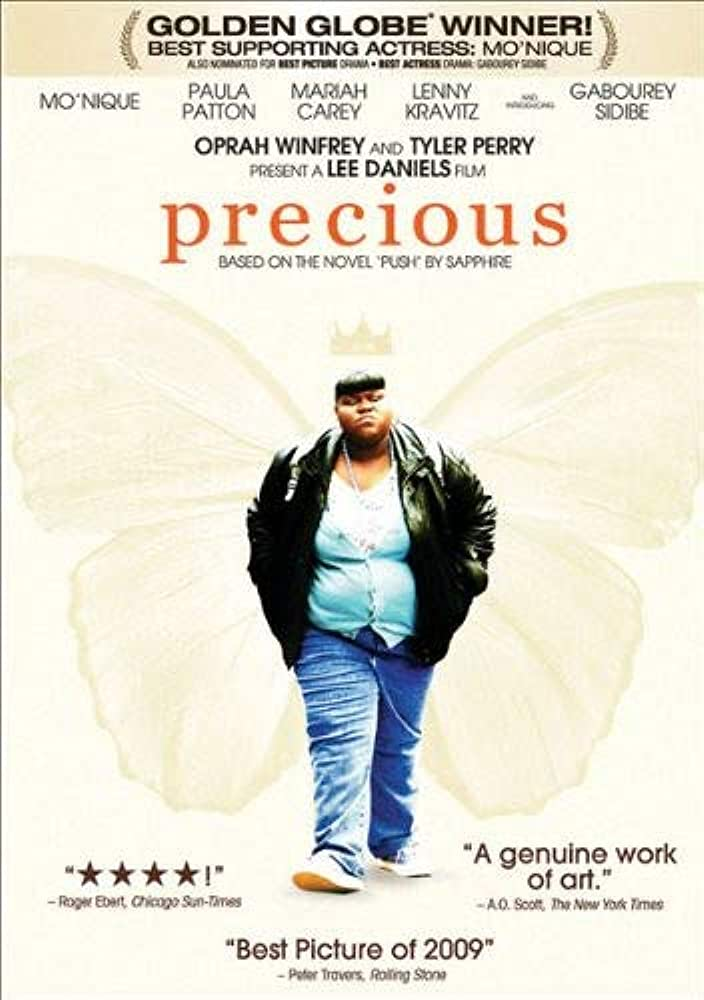 GOLDEN GLOBE® WINNER!
BEST SUPPORTING ACTRESS: MO'NIQUE
ALSO NOMINATED FOR BEST PICTURE DRAMA • BEST ACTRESS DRAMA: GABOUREY SIDIBE
MO'NIQUE PAULA PATTON MARIAH CAREY LENNY KRAVITZ AND INTRODUCING GABOUREY SIDIBE
OPRAH WINFREY AND TYLER PERRY
PRESENT A LEE DANIELS FILM
precious
BASED ON THE NOVEL 'PUSH' BY SAPPHIRE
"★★★★!"
– Roger Ebert, Chicago Sun-Times
"A genuine work
of art."
– A.O. Scott, The New York Times
"Best Picture of 2009"
– Peter Travers, Rolling Stone